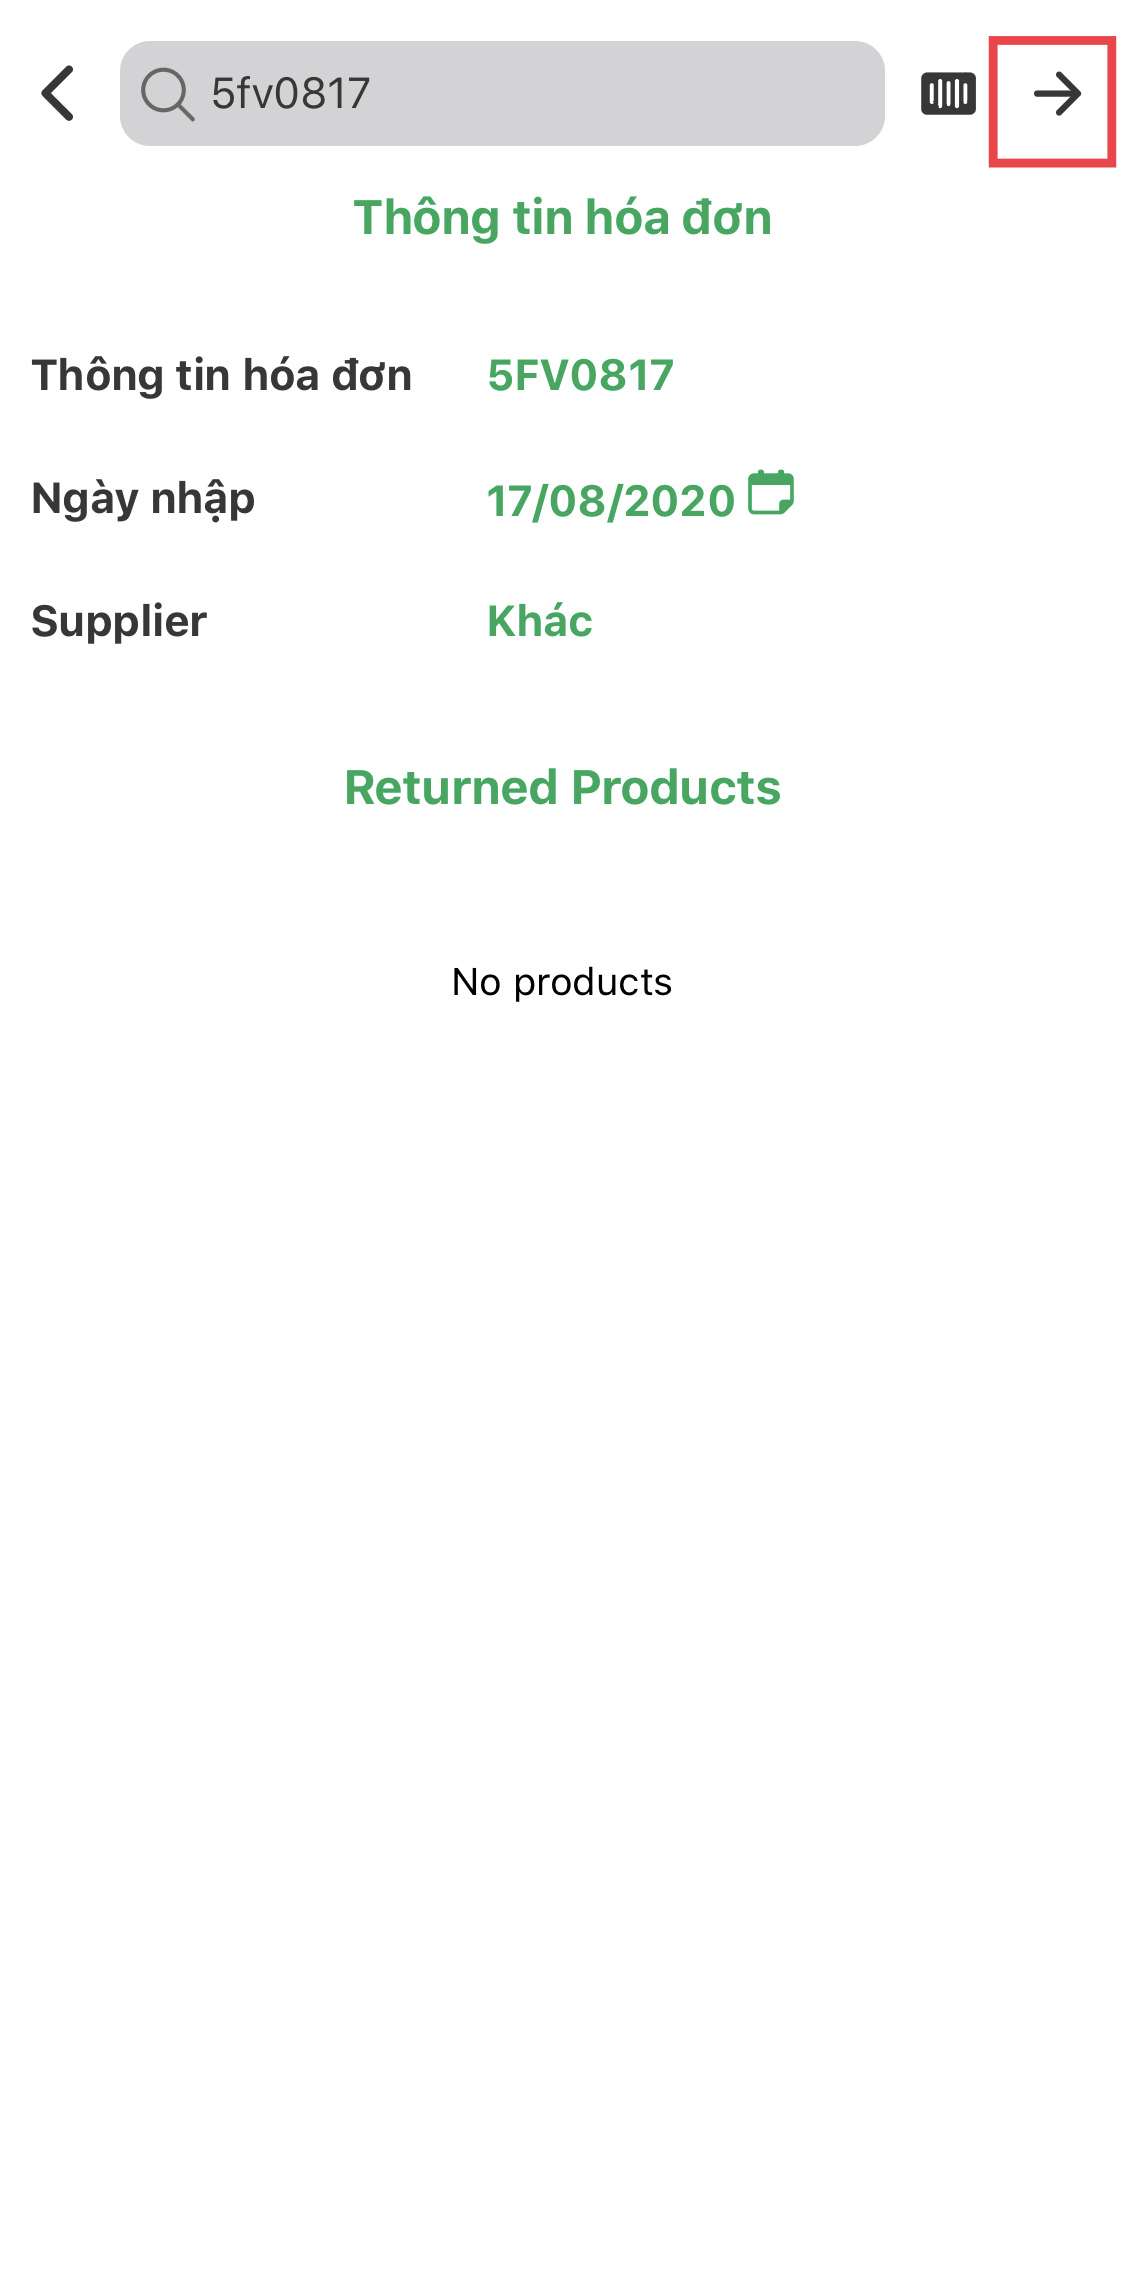 5fv0817
Thông tin hóa đơn
Thông tin hóa đơn 5FV0817
Ngày nhập 17/08/2020
Supplier Khác
Returned Products
No products